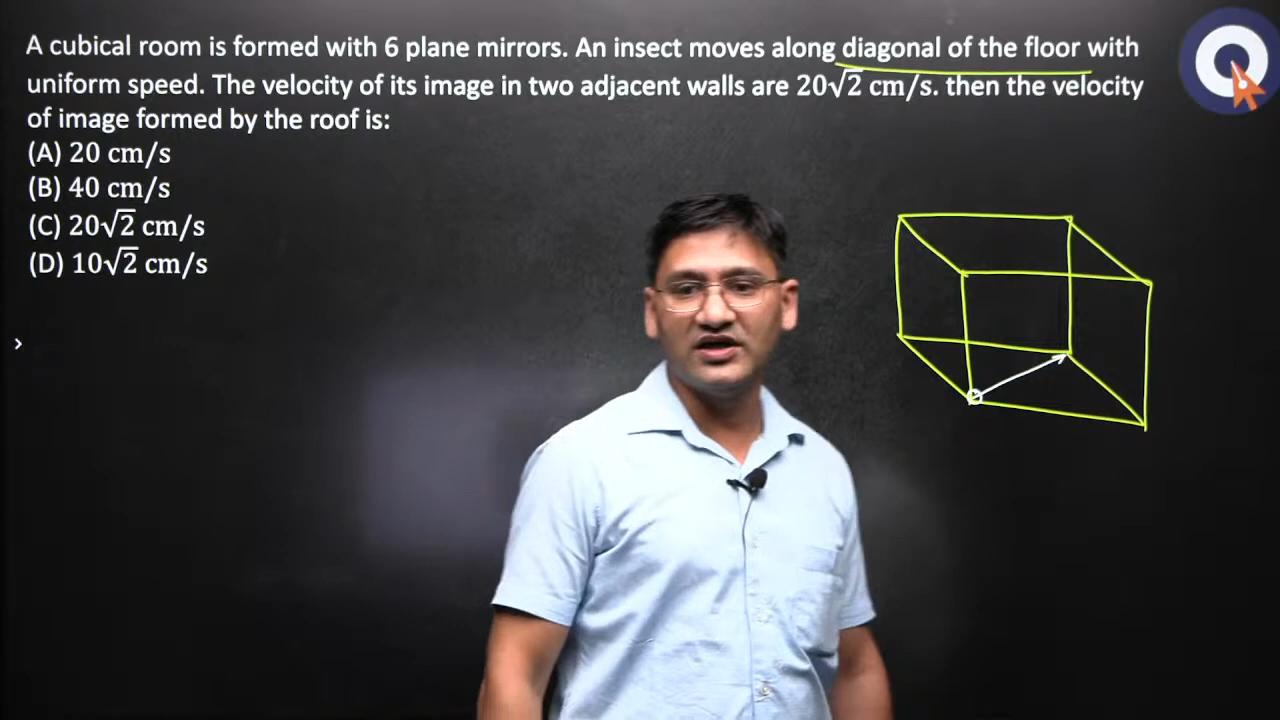 A cubical room is formed with 6 plane mirrors. An insect moves along diagonal of the floor with
uniform speed. The velocity of its image in two adjacent walls are 20√2 cm/s. then the velocity
of image formed by the roof is:
(A) 20 cm/s
(B) 40 cm/s
(C) 20√2 cm/s
(D) 10√2 cm/s